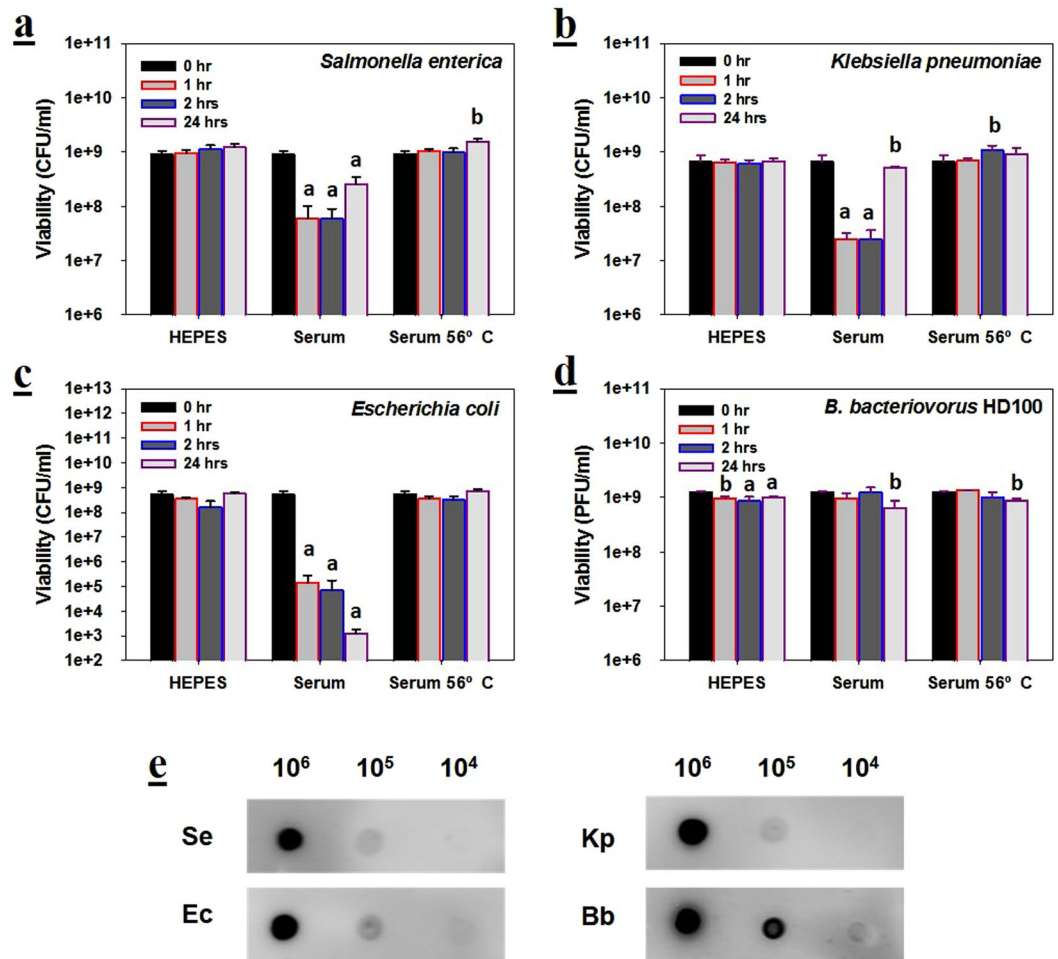 a
Salmonella enterica
Viability (CFU/ml)
1e+11
1e+10
1e+9
1e+8
1e+7
1e+6
0 hr
1 hr
2 hrs
24 hrs
a
a
a
b
HEPES
Serum
Serum 56º C
b
Klebsiella pneumoniae
Viability (CFU/ml)
1e+11
1e+10
1e+9
1e+8
1e+7
1e+6
0 hr
1 hr
2 hrs
24 hrs
a
a
b
b
HEPES
Serum
Serum 56º C
c
Escherichia coli
Viability (CFU/ml)
1e+13
1e+12
1e+11
1e+10
1e+9
1e+8
1e+7
1e+6
1e+5
1e+4
1e+3
1e+2
0 hr
1 hr
2 hrs
24 hrs
a
a
a
HEPES
Serum
Serum 56º C
d
B. bacteriovorus HD100
Viability (PFU/ml)
1e+11
1e+10
1e+9
1e+8
1e+7
1e+6
0 hr
1 hr
2 hrs
24 hrs
b
a
a
b
b
HEPES
Serum
Serum 56º C
e
10⁶ 10⁵ 10⁴
Se
Ec
10⁶ 10⁵ 10⁴
Kp
Bb